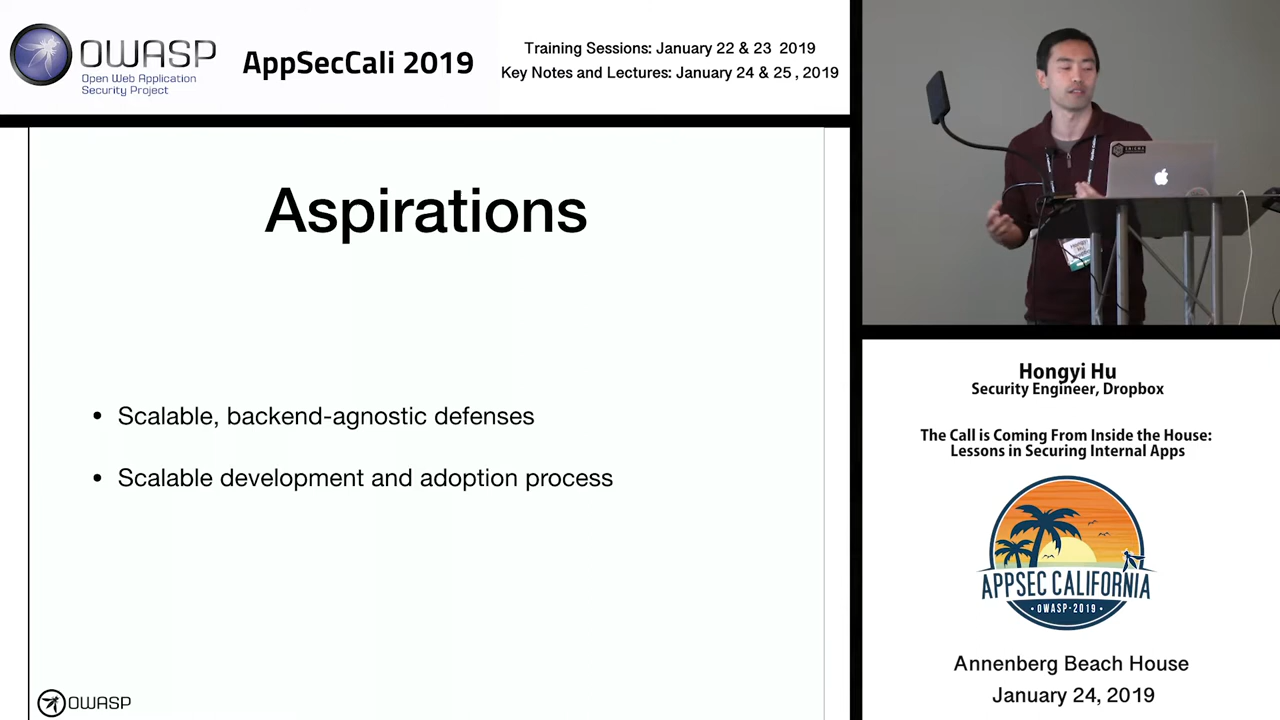 OWASP
Open Web Application
Security Project
AppSecCali 2019
Training Sessions: January 22 & 23 2019
Key Notes and Lectures: January 24 & 25 , 2019
Aspirations
• Scalable, backend-agnostic defenses
• Scalable development and adoption process
OWASP
Hongyi Hu
Security Engineer, Dropbox
The Call is Coming From Inside the House:
Lessons in Securing Internal Apps
APPSEC CALIFORNIA
• OWASP-2019 •
Annenberg Beach House
January 24, 2019